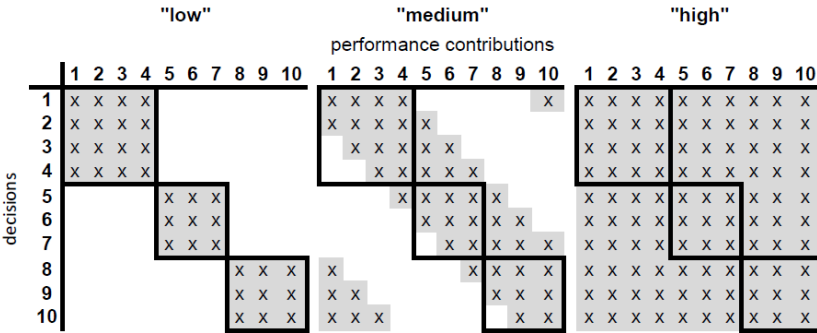 "low" "medium" "high"
performance contributions
1 2 3 4 5 6 7 8 9 10 1 2 3 4 5 6 7 8 9 10 1 2 3 4 5 6 7 8 9 10
decisions
1 x x x x x x x x x x x x x x x x x x x
2 x x x x x x x x x x x x x x x x x x x
3 x x x x x x x x x x x x x x x x x x x
4 x x x x x x x x x x x x x x x x x x x
5 x x x x x x x x x x x x x x x x x x
6 x x x x x x x x x x x x x x x x x x
7 x x x x x x x x x x x x x x x x x x
8 x x x x x x x x x x x x x x x x x x
9 x x x x x x x x x x x x x x x x x x
10 x x x x x x x x x x x x x x x x x x